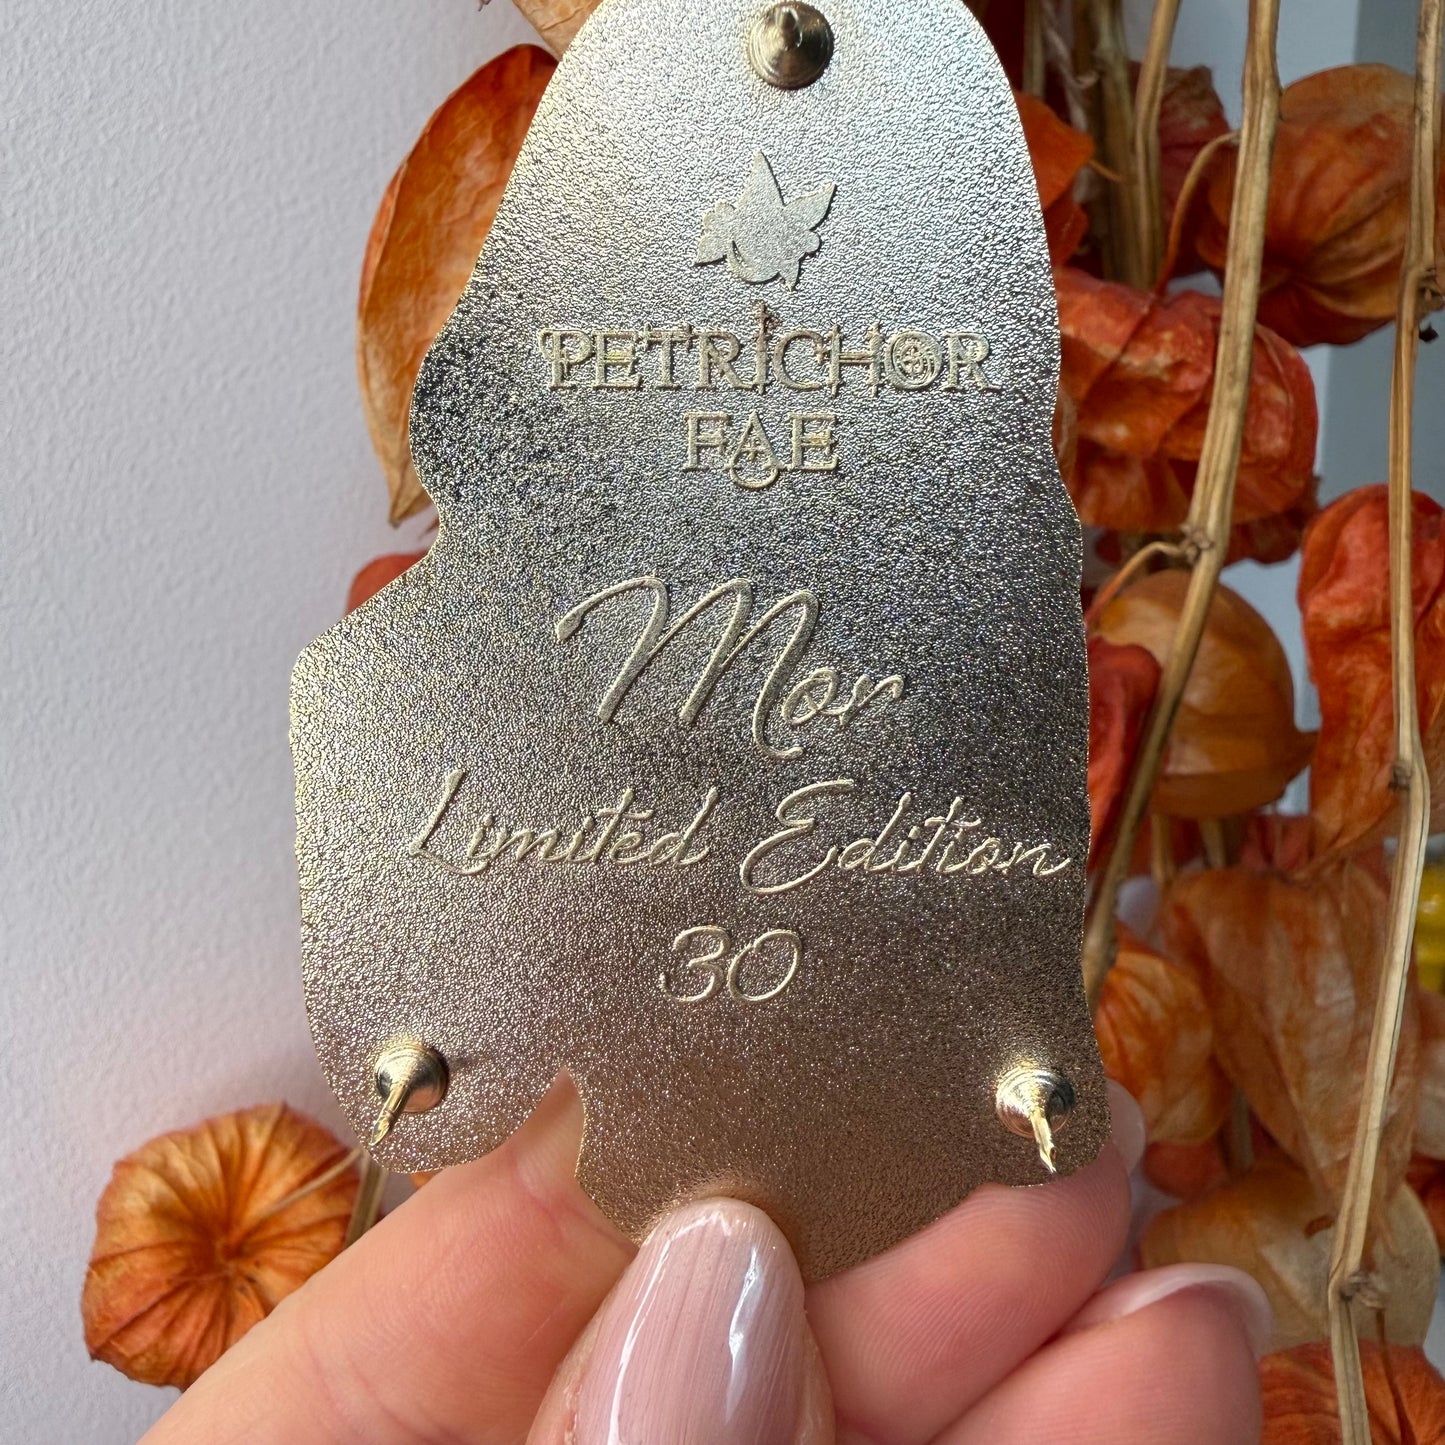 PETRICHOR
FAE
Mor
Limited Edition
30